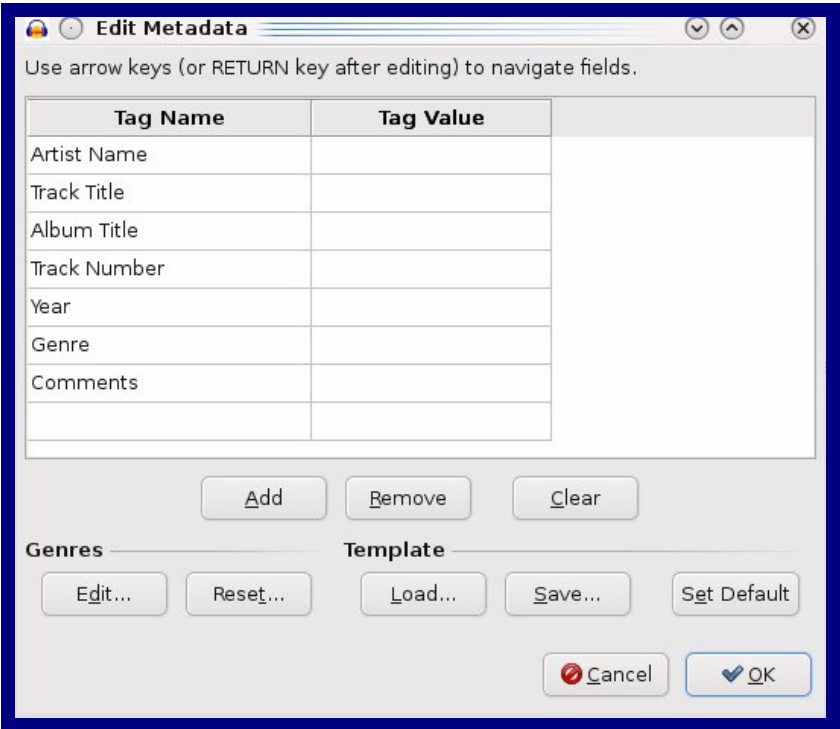 Edit Metadata
Use arrow keys (or RETURN key after editing) to navigate fields.
Tag Name Tag Value
Artist Name
Track Title
Album Title
Track Number
Year
Genre
Comments
Add Remove Clear
Genres Template
Edit... Reset... Load... Save... Set Default
Cancel OK